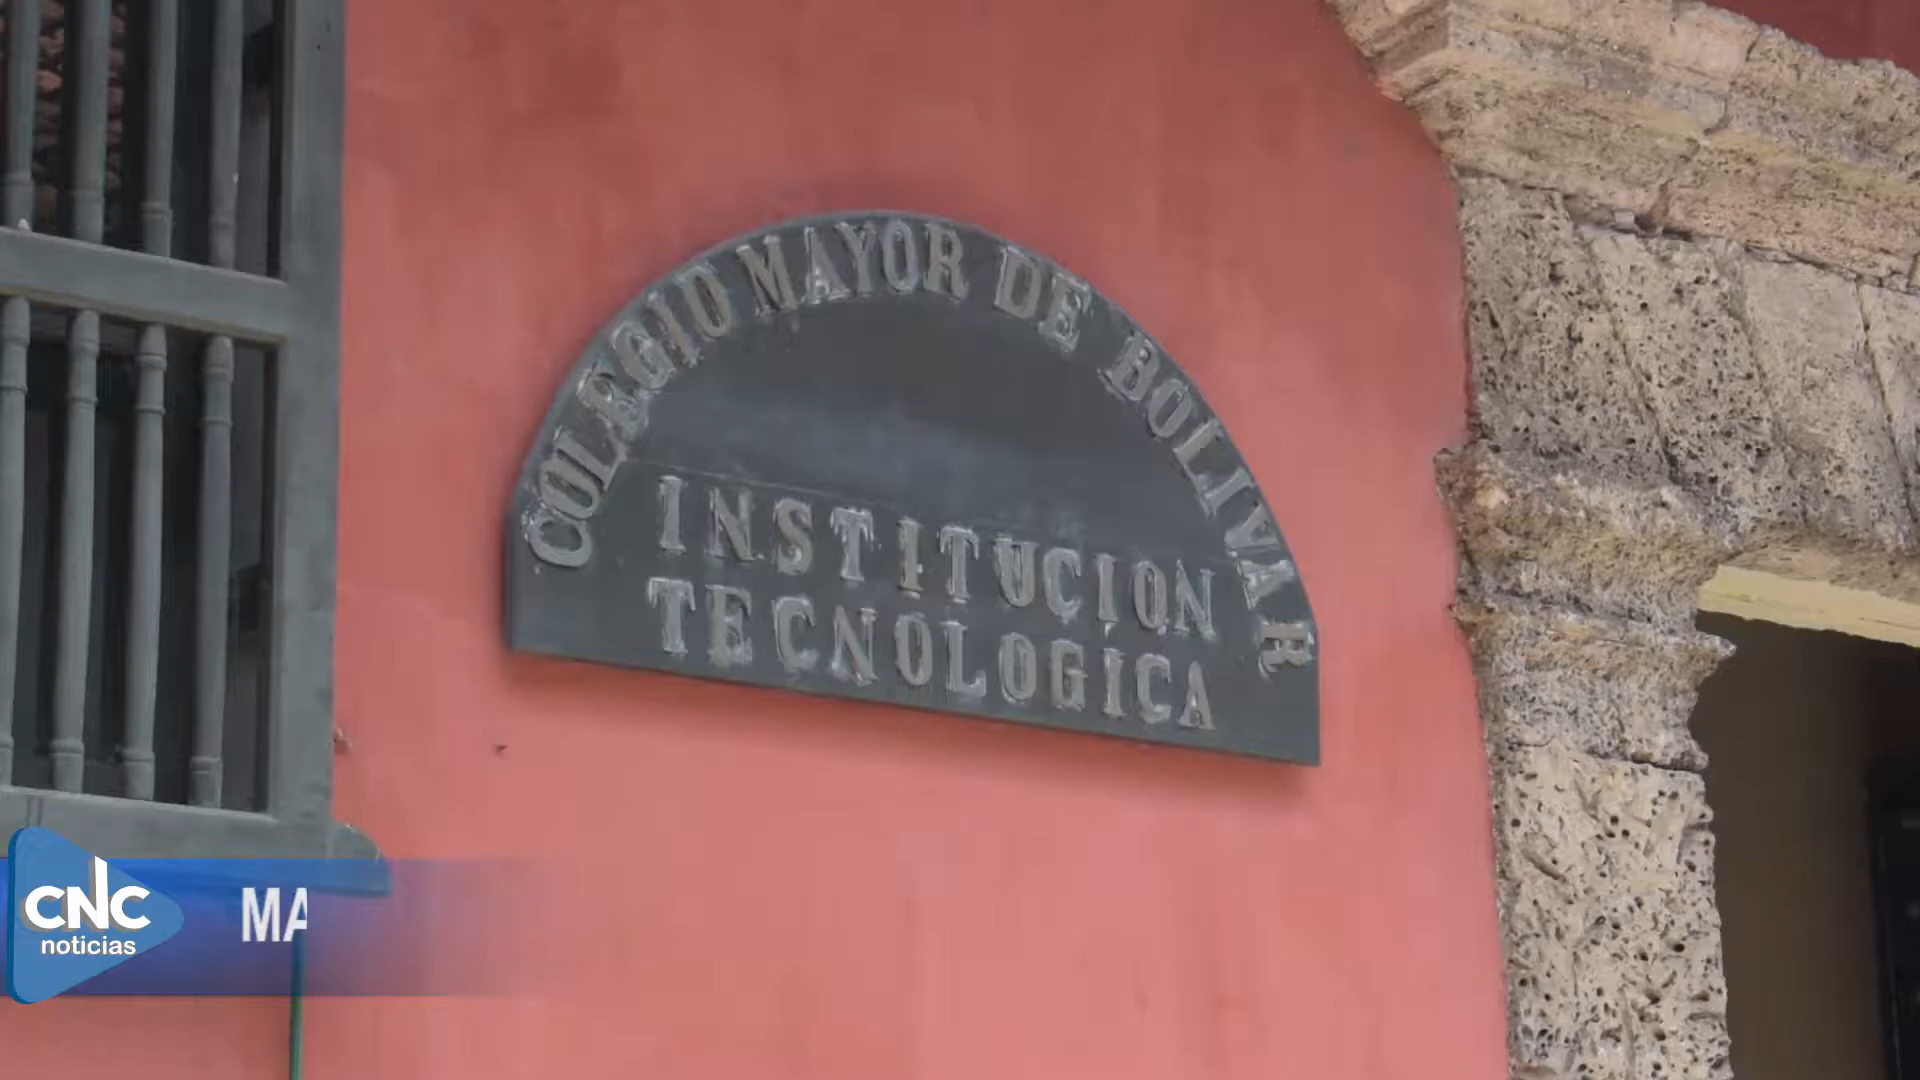 COLEGIO MAYOR DE BOLIVAR
INSTITUCION
TECNOLOGICA
CNC
noticias
MA